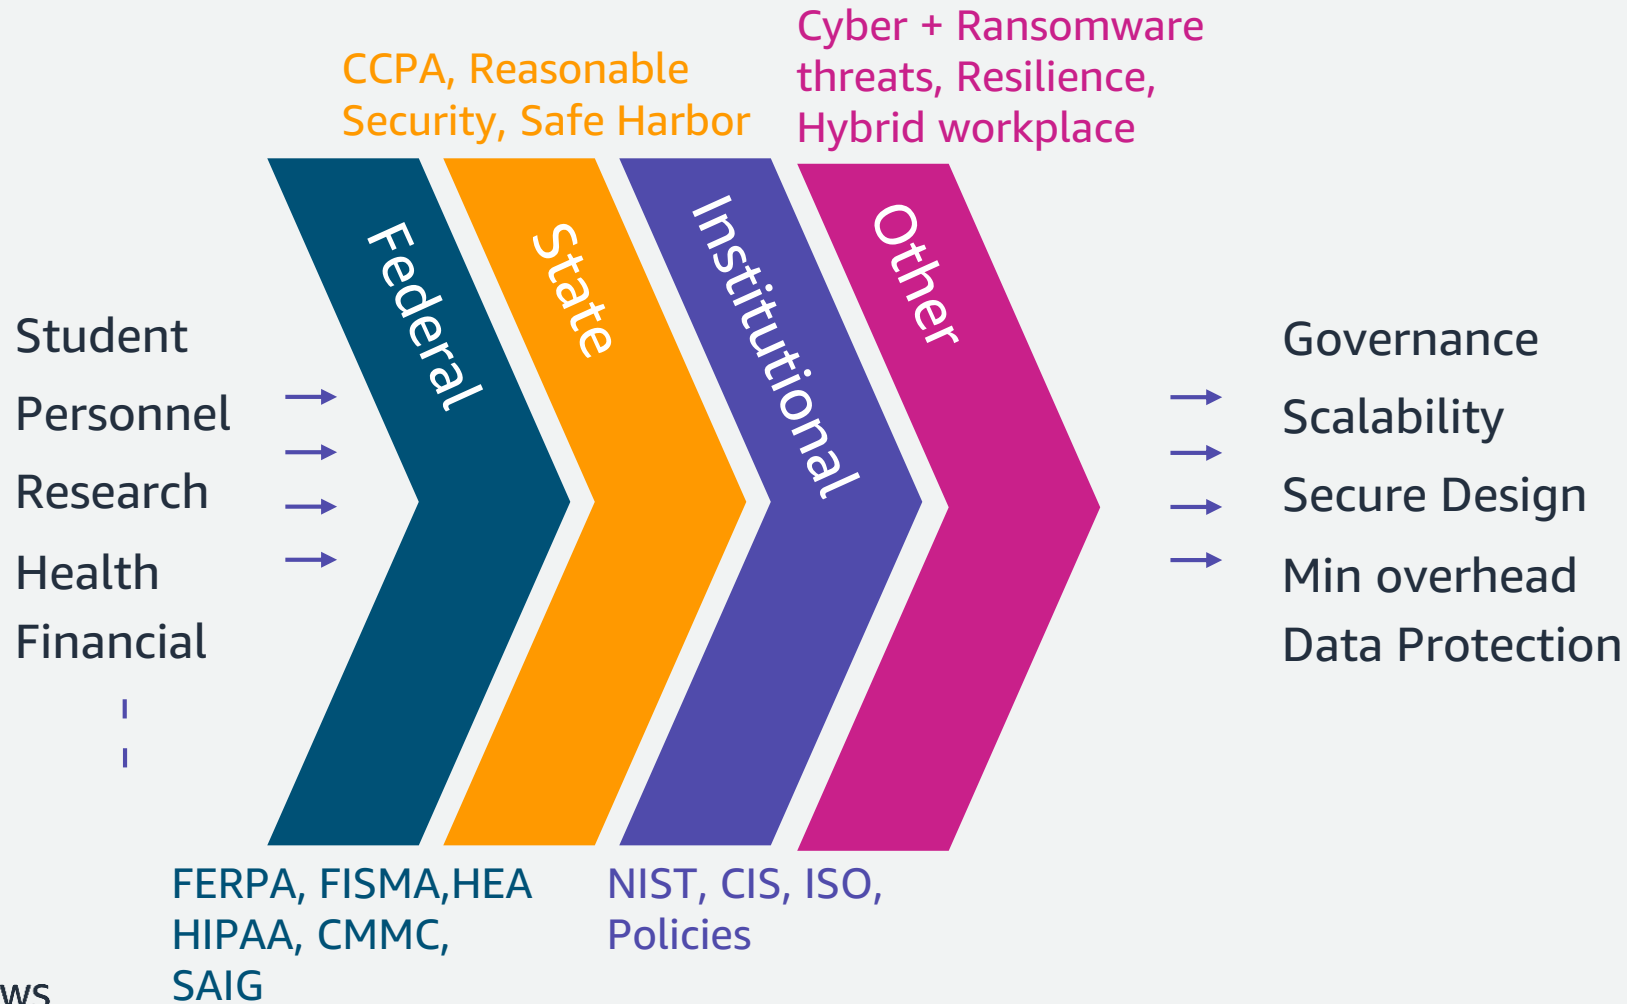 CCPA, Reasonable
Security, Safe Harbor
Cyber + Ransomware
threats, Resilience,
Hybrid workplace
Student
Personnel
Research
Health
Financial
Federal
State
Institutional
Other
Governance
Scalability
Secure Design
Min overhead
Data Protection
FERPA, FISMA,HEA
HIPAA, CMMC,
SAIG
NIST, CIS, ISO,
Policies
ws